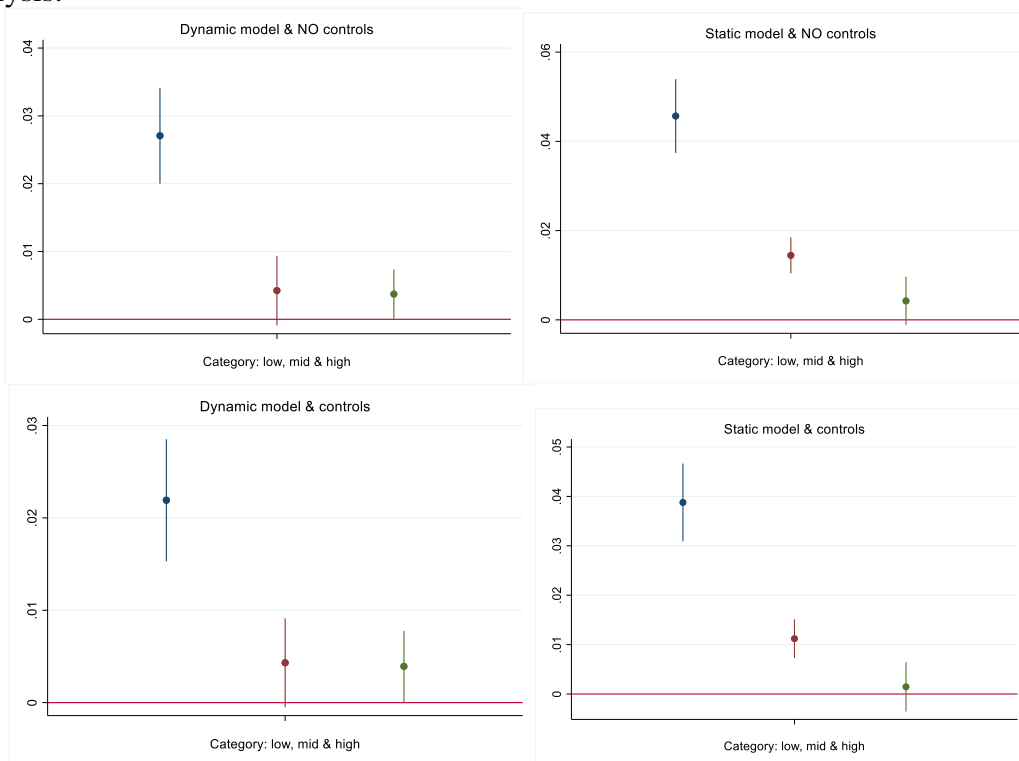 Dynamic model & NO controls
.04
.03
.02
.01
0
Category: low, mid & high
Static model & NO controls
.06
.04
.02
0
Category: low, mid & high
Dynamic model & controls
.03
.02
.01
0
Category: low, mid & high
Static model & controls
.05
.04
.03
.02
.01
0
Category: low, mid & high